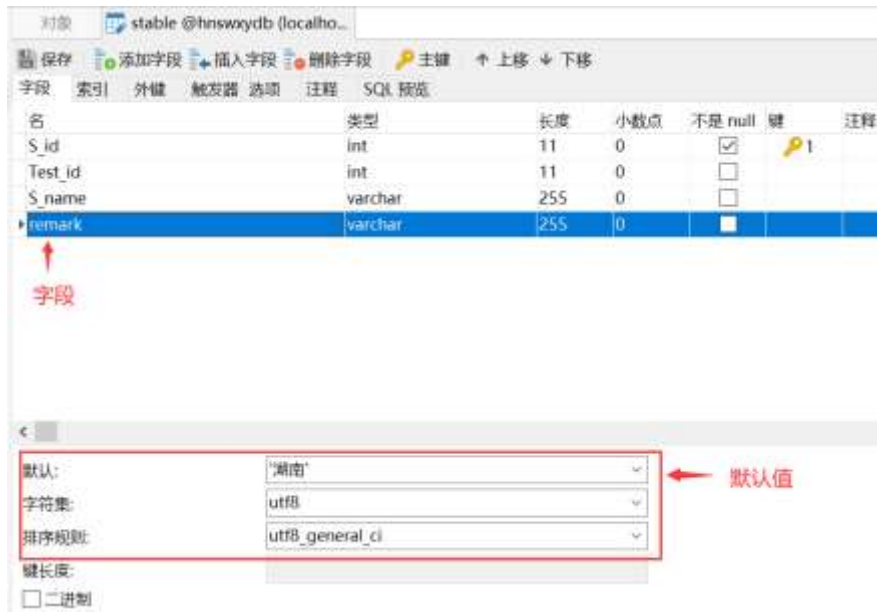 对象 stable @hnswxydb (localho...
保存 添加字段 插入字段 删除字段 主键 上移 下移
字段 索引 外键 触发器 选项 注释 SQL 预览
名 类型 长度 小数点 不是 null 键 注释
S_id int 11 0 1
Test_id int 11 0
S_name varchar 255 0
remark varchar 255 0
字段
默认: '湖南'
默认值
字符集: utf8
排序规则: utf8_general_ci
键长度:
二进制